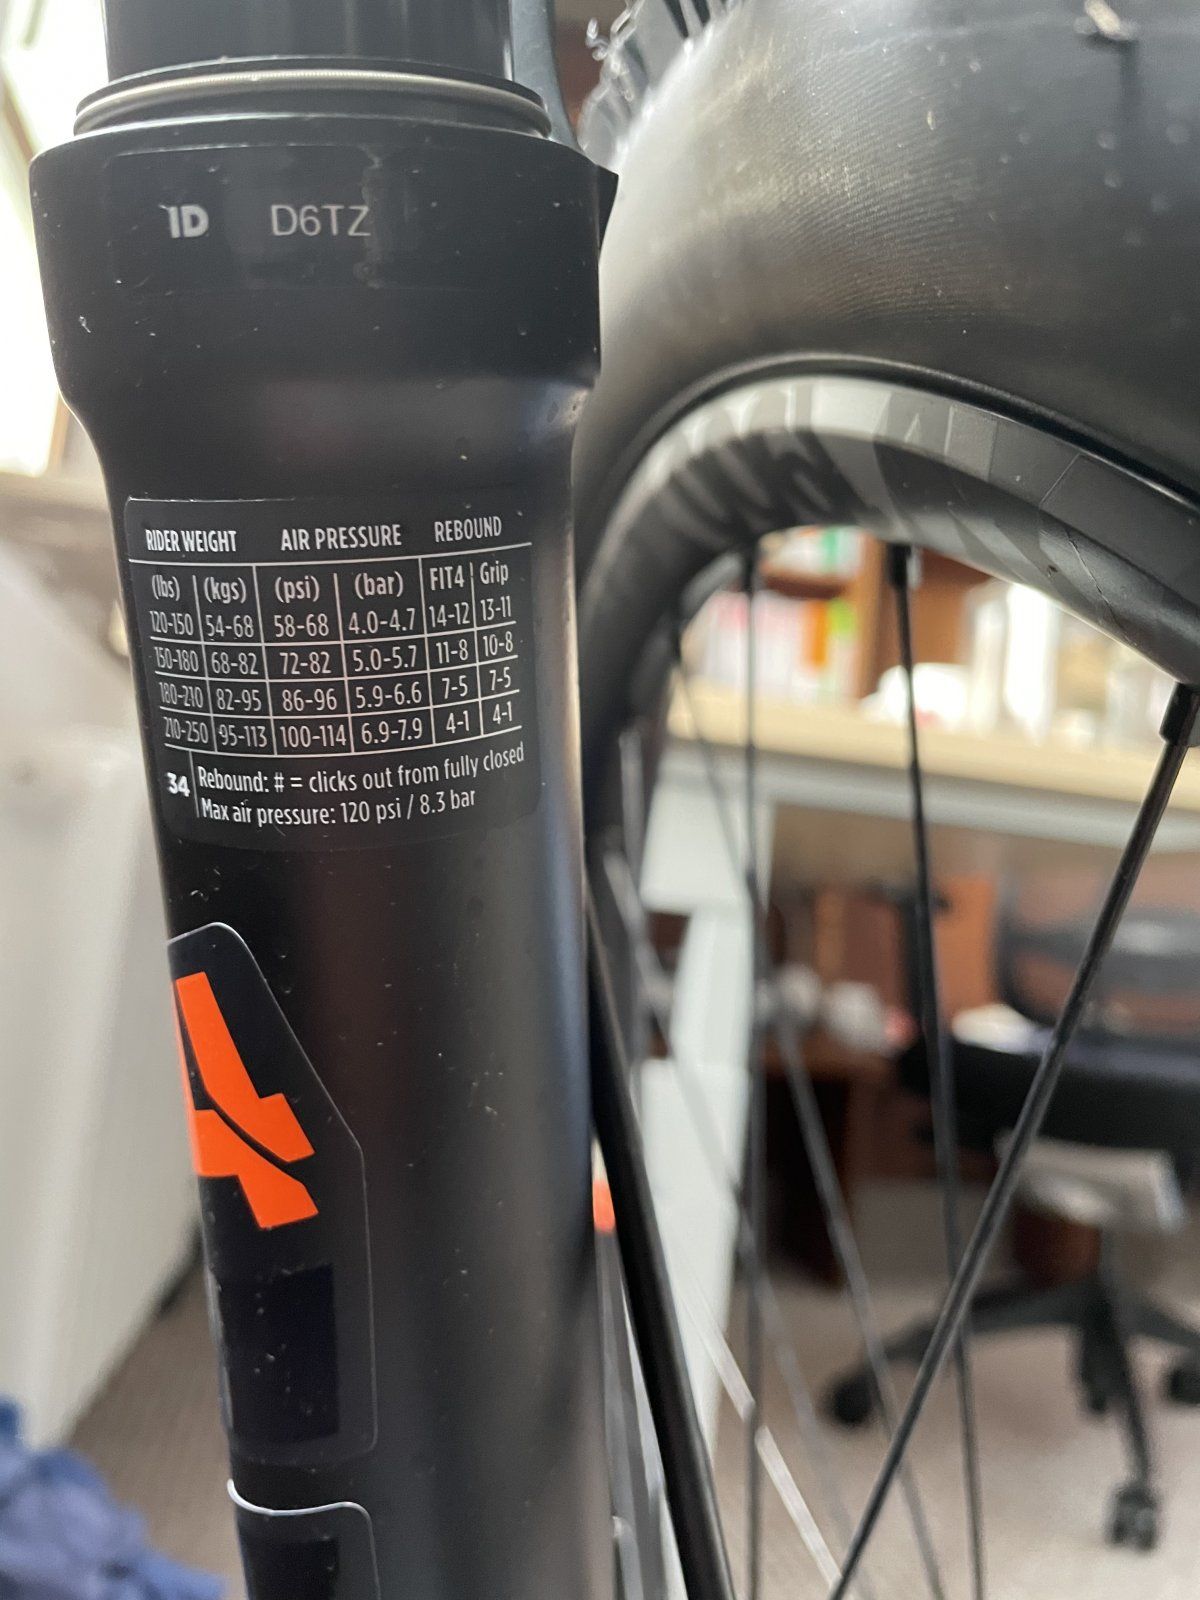 ID D6TZ
RIDER WEIGHT AIR PRESSURE REBOUND
(lbs) (kgs) (psi) (bar) FIT4 Grip
120-150 54-68 58-68 4.0-4.7 14-12 13-11
150-180 68-82 72-82 5.0-5.7 11-8 10-8
180-210 82-95 86-96 5.9-6.6 7-5 7-5
210-250 95-113 100-114 6.9-7.9 4-1 4-1
34 Rebound: # = clicks out from fully closed
Max air pressure: 120 psi / 8.3 bar